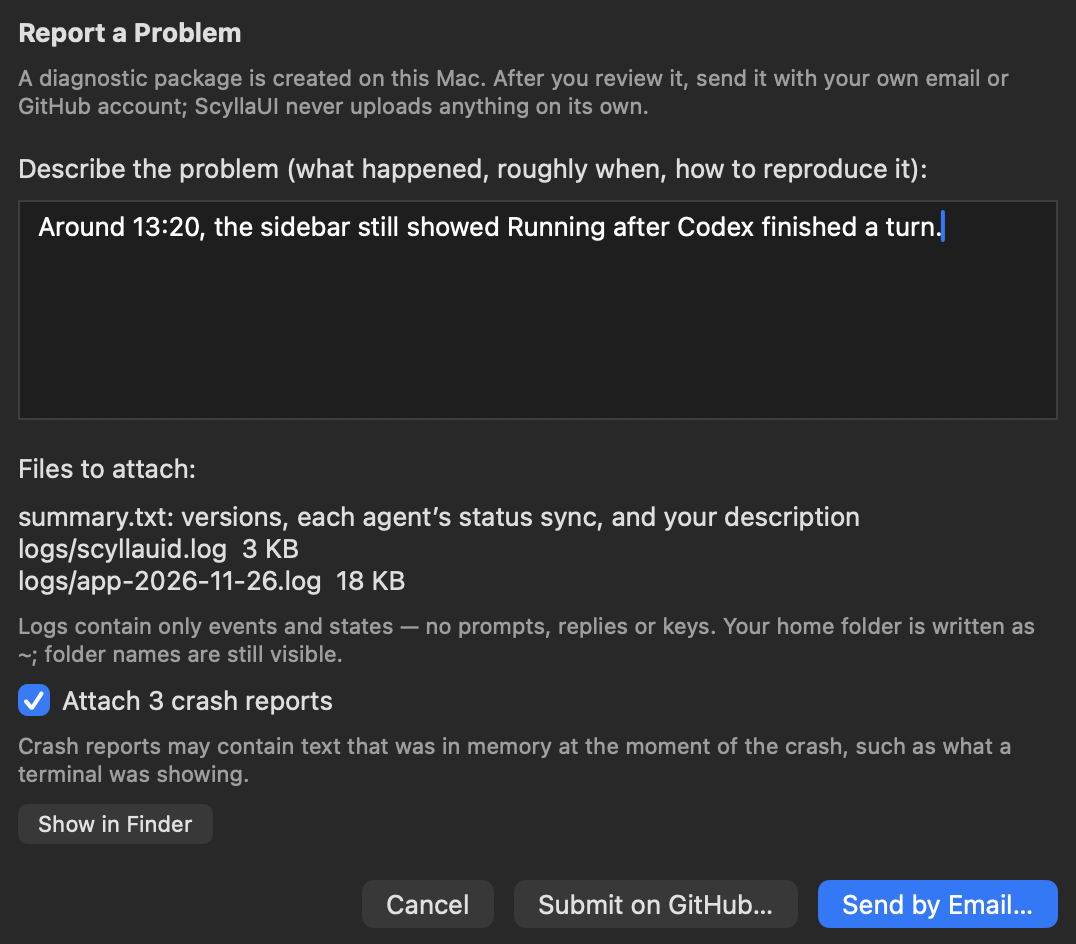 Report a Problem
A diagnostic package is created on this Mac. After you review it, send it with your own email or
GitHub account; ScyllaUI never uploads anything on its own.
Describe the problem (what happened, roughly when, how to reproduce it):
Around 13:20, the sidebar still showed Running after Codex finished a turn.
Files to attach:
summary.txt: versions, each agent’s status sync, and your description
logs/scyllauid.log  3 KB
logs/app-2026-11-26.log  18 KB
Logs contain only events and states — no prompts, replies or keys. Your home folder is written as
~; folder names are still visible.
Attach 3 crash reports
Crash reports may contain text that was in memory at the moment of the crash, such as what a
terminal was showing.
Show in Finder
Cancel
Submit on GitHub...
Send by Email...